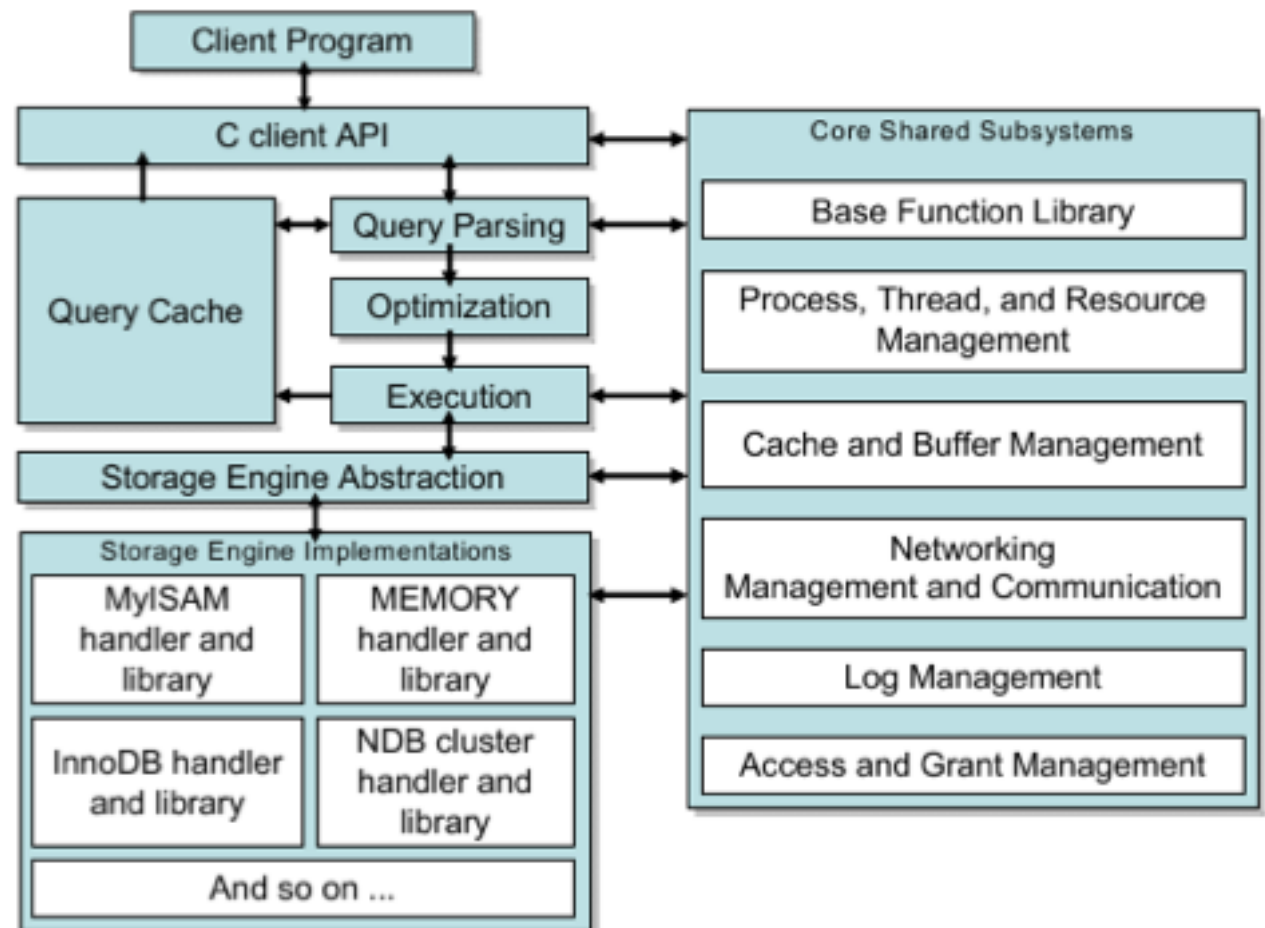 Client Program
C client API
Query Cache
Query Parsing
Optimization
Execution
Storage Engine Abstraction
Storage Engine Implementations
MyISAM
handler and
library
MEMORY
handler and
library
InnoDB handler
and library
NDB cluster
handler and
library
And so on ...
Core Shared Subsystems
Base Function Library
Process, Thread, and Resource
Management
Cache and Buffer Management
Networking
Management and Communication
Log Management
Access and Grant Management